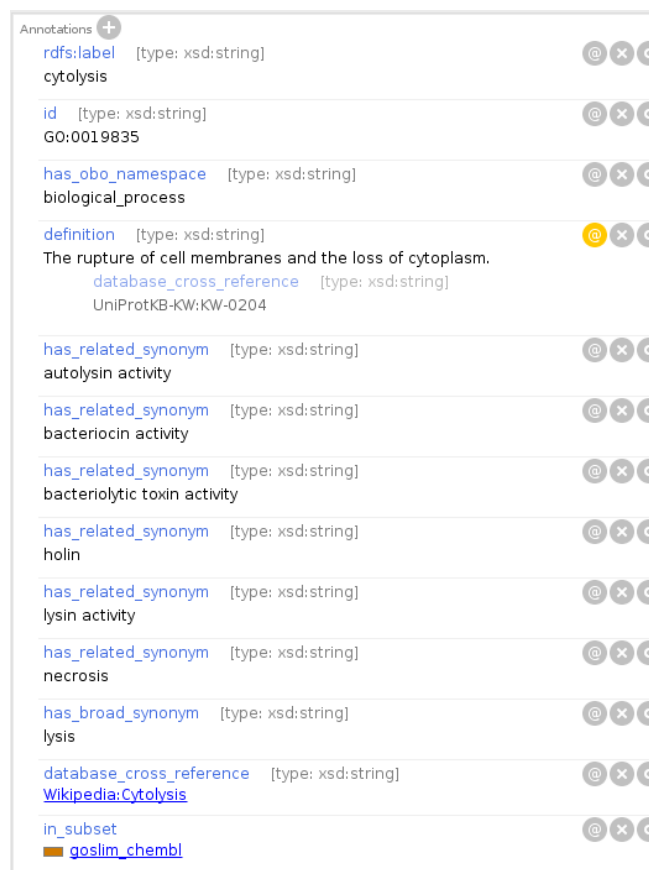 Annotations +
rdfs:label [type: xsd:string]
cytolysis
id [type: xsd:string]
GO:0019835
has_obo_namespace [type: xsd:string]
biological_process
definition [type: xsd:string]
The rupture of cell membranes and the loss of cytoplasm.
database_cross_reference [type: xsd:string]
UniProtKB-KW:KW-0204
has_related_synonym [type: xsd:string]
autolysin activity
has_related_synonym [type: xsd:string]
bacteriocin activity
has_related_synonym [type: xsd:string]
bacteriolytic toxin activity
has_related_synonym [type: xsd:string]
holin
has_related_synonym [type: xsd:string]
lysin activity
has_related_synonym [type: xsd:string]
necrosis
has_broad_synonym [type: xsd:string]
lysis
database_cross_reference [type: xsd:string]
Wikipedia:Cytolysis
in_subset
goslim_chembl